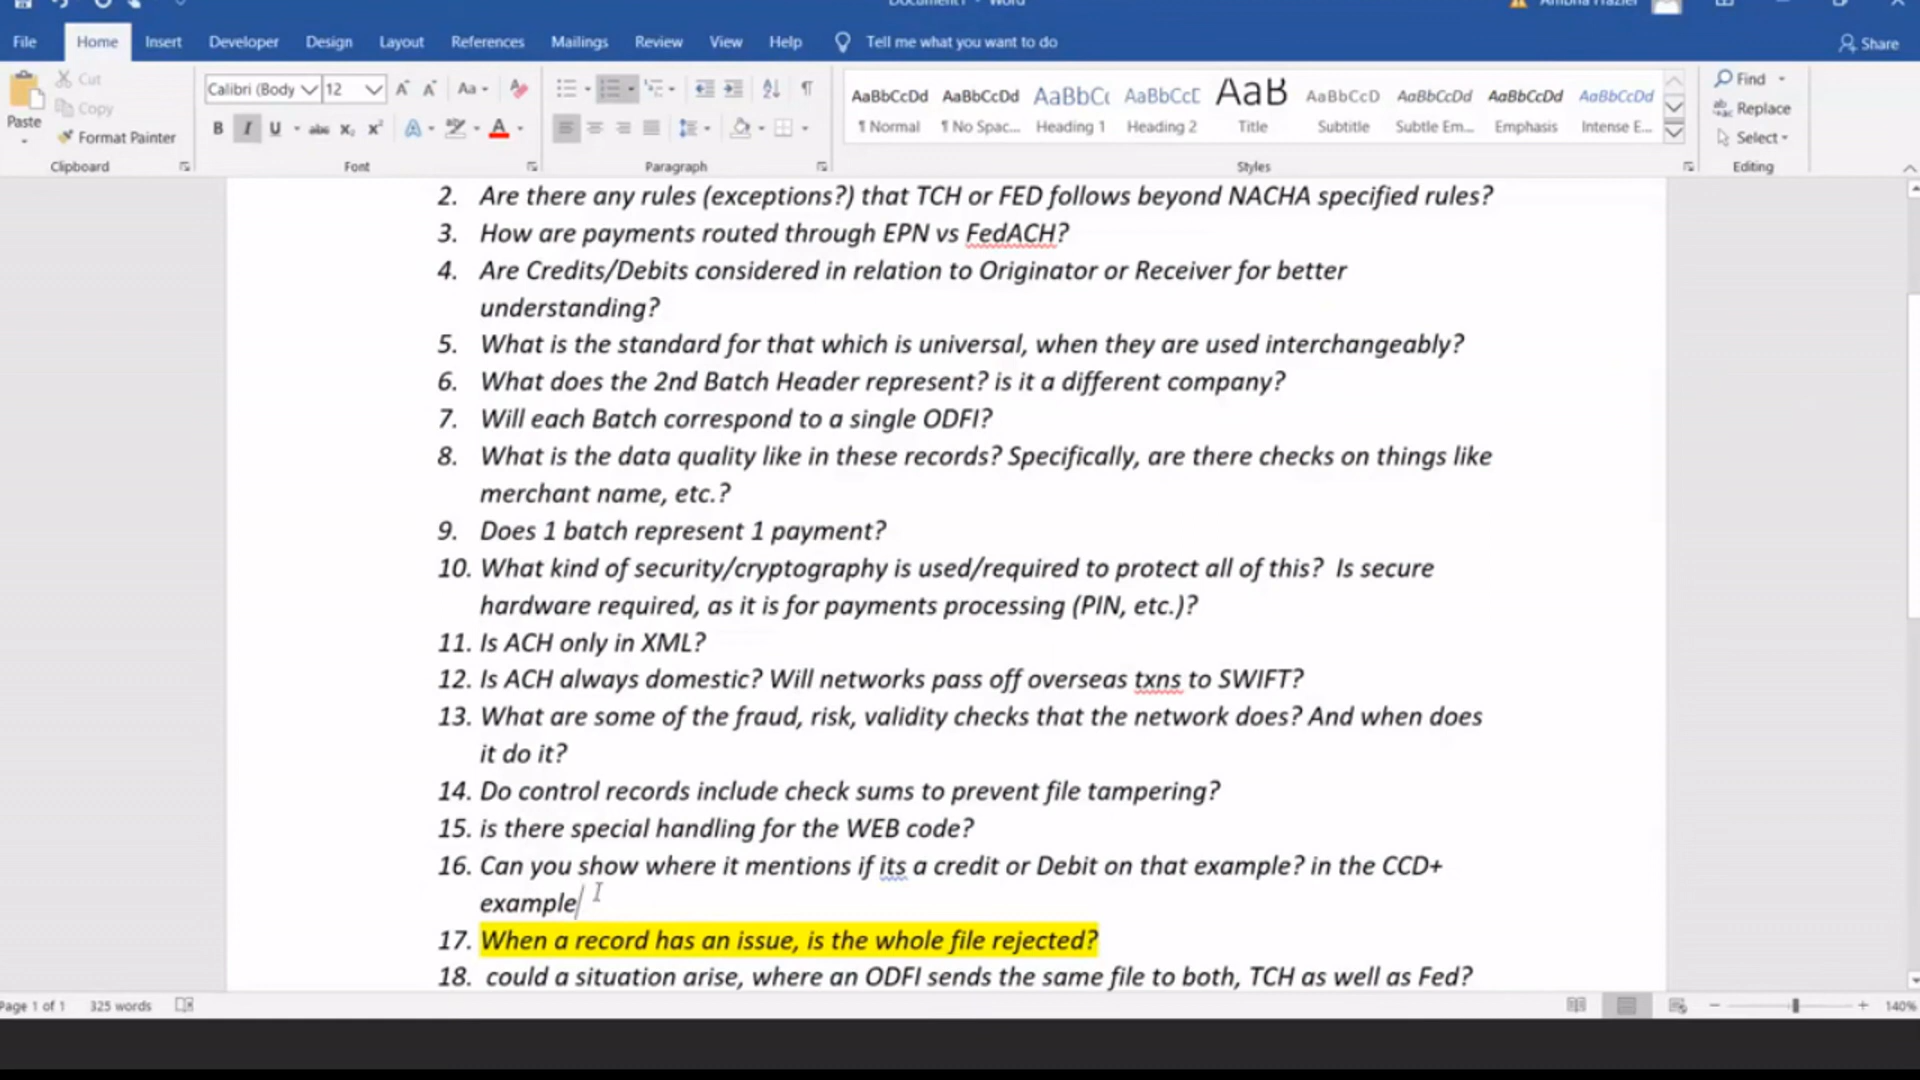 Document1 - Word
File Home Insert Developer Design Layout References Mailings Review View Help Tell me what you want to do Share
Paste
Cut
Copy
Format Painter
Clipboard
Calibri (Body 12
B I U abc X₂ X² A A
Font
Paragraph
AaBbCcDd AaBbCcDd AaBbC AaBbCcD AaB AaBbCcD AaBbCcDd AaBbCcDd AaBbCcDd
¶ Normal ¶ No Spac... Heading 1 Heading 2 Title Subtitle Subtle Em... Emphasis Intense E...
Styles
Find
Replace
Select
Editing
2. Are there any rules (exceptions?) that TCH or FED follows beyond NACHA specified rules?
3. How are payments routed through EPN vs FedACH?
4. Are Credits/Debits considered in relation to Originator or Receiver for better
understanding?
5. What is the standard for that which is universal, when they are used interchangeably?
6. What does the 2nd Batch Header represent? is it a different company?
7. Will each Batch correspond to a single ODFI?
8. What is the data quality like in these records? Specifically, are there checks on things like
merchant name, etc.?
9. Does 1 batch represent 1 payment?
10. What kind of security/cryptography is used/required to protect all of this?  Is secure
hardware required, as it is for payments processing (PIN, etc.)?
11. Is ACH only in XML?
12. Is ACH always domestic? Will networks pass off overseas txns to SWIFT?
13. What are some of the fraud, risk, validity checks that the network does? And when does
it do it?
14. Do control records include check sums to prevent file tampering?
15. is there special handling for the WEB code?
16. Can you show where it mentions if its a credit or Debit on that example? in the CCD+
example
17. When a record has an issue, is the whole file rejected?
18. could a situation arise, where an ODFI sends the same file to both, TCH as well as Fed?
Page 1 of 1 325 words 140%